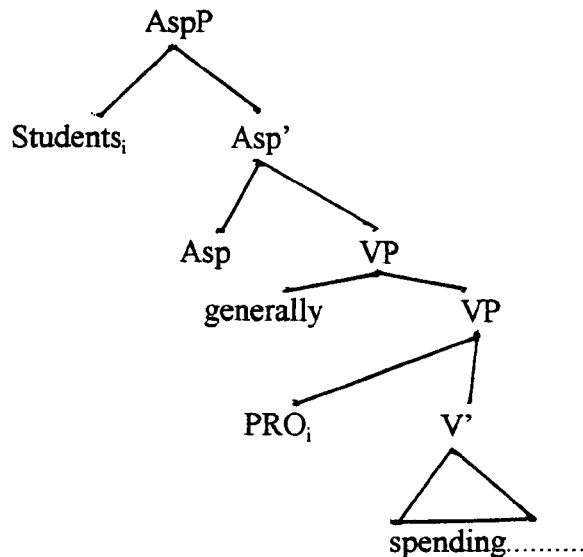 AspP
Students_i Asp'
Asp VP
generally VP
PRO_i V'
spending............